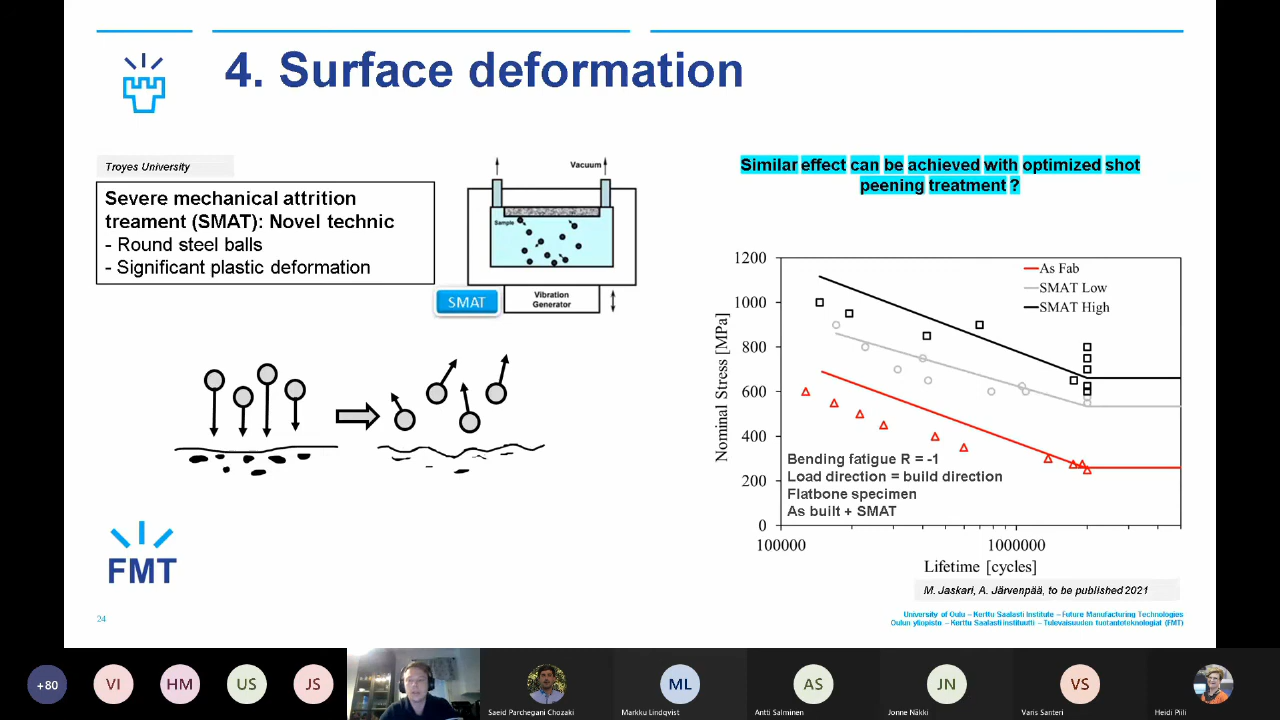 4. Surface deformation
Troyes University
Severe mechanical attrition
treament (SMAT): Novel technic
- Round steel balls
- Significant plastic deformation
Vacuum
Sample
SMAT
Vibration
Generator
Similar effect can be achieved with optimized shot
peening treatment ?
1200
1000
800
600
400
200
0
Nominal Stress [MPa]
As Fab
SMAT Low
SMAT High
Bending fatigue R = -1
Load direction = build direction
Flatbone specimen
As built + SMAT
100000
1000000
Lifetime [cycles]
M. Jaskari, A. Järvenpää, to be published 2021
FMT
24
University of Oulu – Kerttu Saalasti Institute – Future Manufacturing Technologies
Oulun yliopisto – Kerttu Saalasti instituutti – Tulevaisuuden tuotantoteknologiat (FMT)
+80
VI
HM
US
JS
Saeid Parchegani Chozaki
ML
Markku Lindqvist
AS
Antti Salminen
JN
Jonne Näkki
VS
Varis Santeri
Heidi Piili